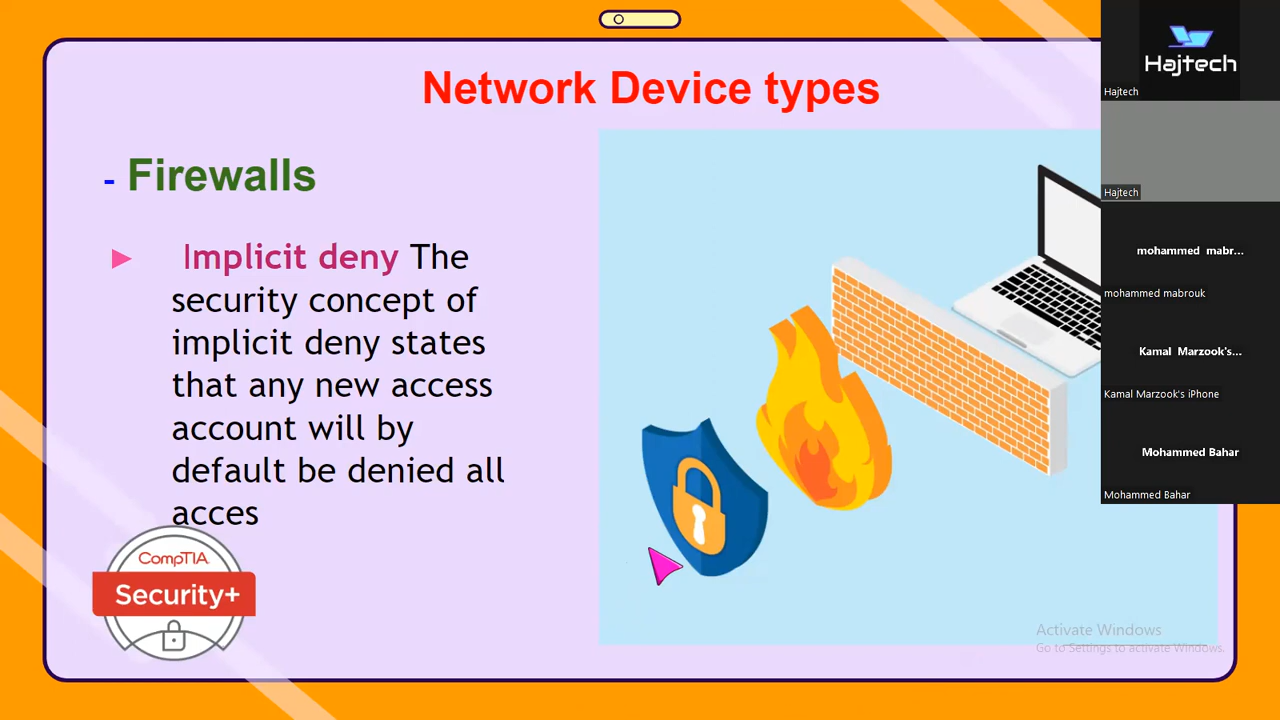 Network Device types
- Firewalls
► Implicit deny The
security concept of
implicit deny states
that any new access
account will by
default be denied all
acces
CompTIA.
Security+
Hajtech
Hajtech
Hajtech
mohammed mabr...
mohammed mabrouk
Kamal Marzook's...
Kamal Marzook's iPhone
Mohammed Bahar
Mohammed Bahar
Activate Windows
Go to Settings to activate Windows.